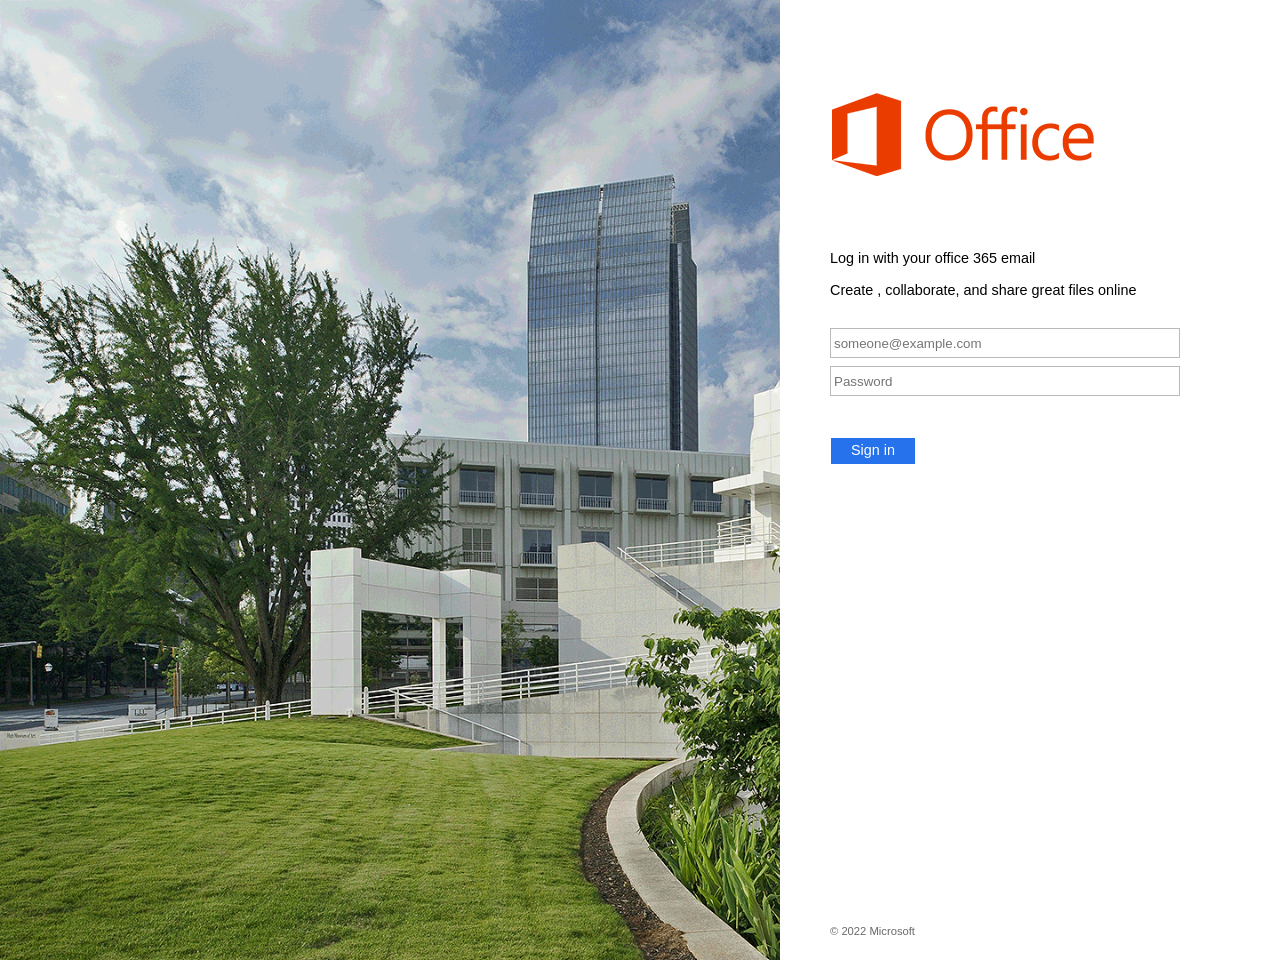 Office
Log in with your office 365 email
Create , collaborate, and share great files online
someone@example.com
Password
Sign in
© 2022 Microsoft